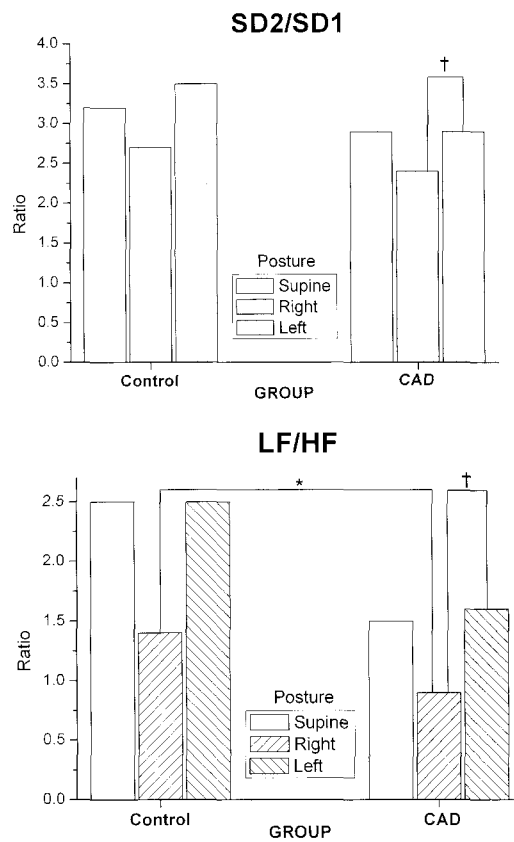 SD2/SD1
4.0
3.5
3.0
2.5
2.0
1.5
1.0
0.5
0.0
Ratio
†
Posture
Supine
Right
Left
Control
CAD
GROUP
LF/HF
2.5
2.0
1.5
1.0
0.5
0.0
Ratio
*
†
Posture
Supine
Right
Left
Control
CAD
GROUP